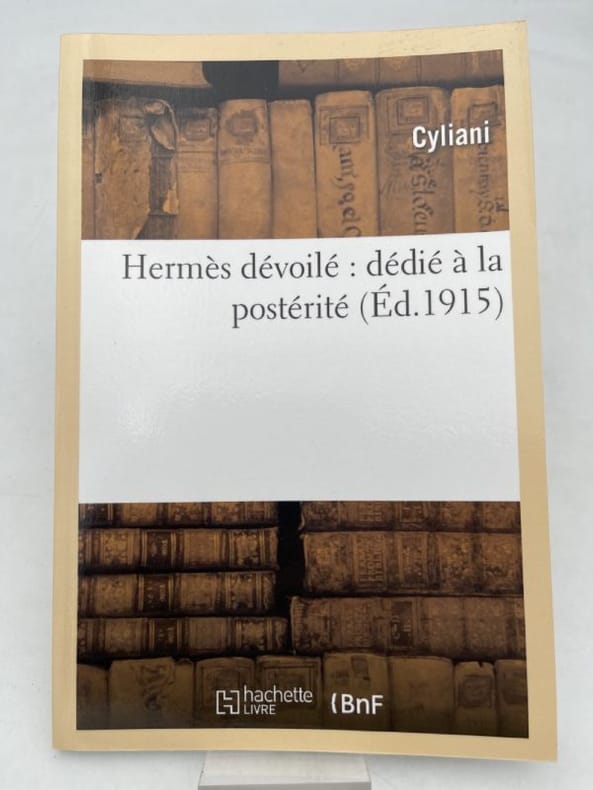 Cyliani
Hermès dévoilé : dédié à la
postérité (Éd.1915)
hachette
LIVRE
(BnF